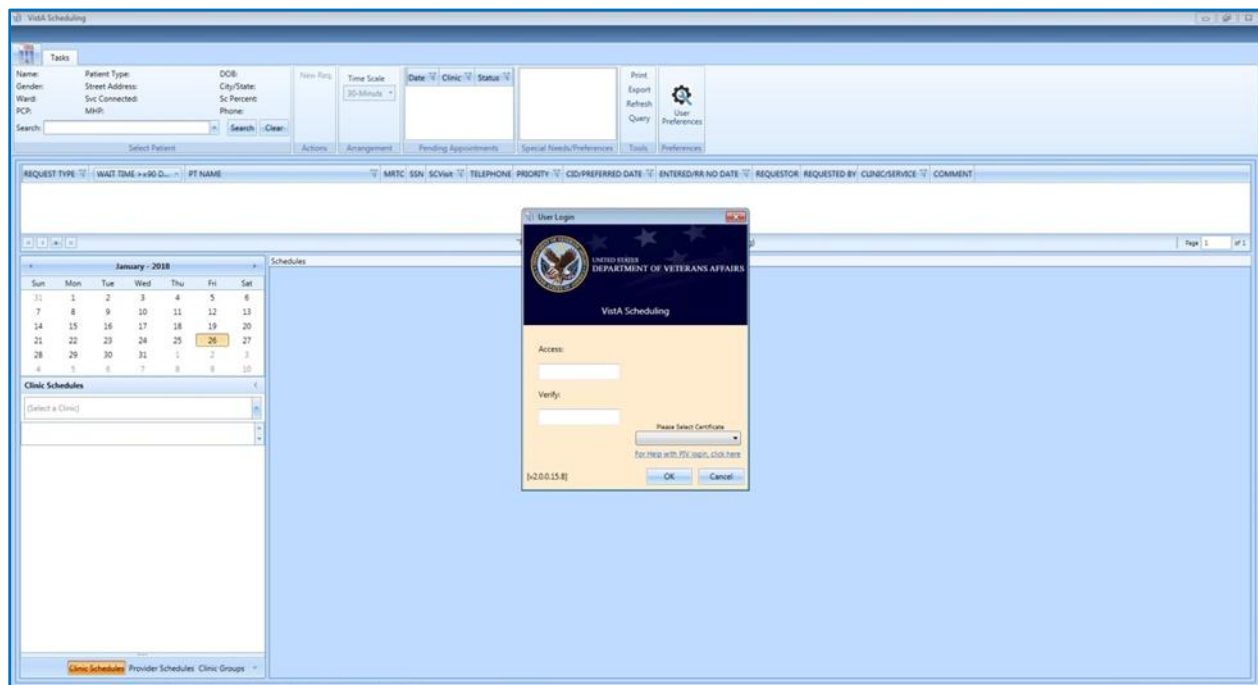 VistA Scheduling
Tasks
Name: Patient Type: DOB:
Gender: Street Address: City/State:
Ward: Svc Connected: Sc Percent:
PCP: MHP: Phone:
Search: Search Clear
Select Patient
New Req.
Actions
Time Scale
30-Minute
Arrangement
Date Clinic Status
Pending Appointments
Special Needs/Preferences
Print
Export
Refresh
Query
Tools
User
Preferences
Preferences
REQUEST TYPE WAIT TIME >=90 D... PT NAME MRTC SSN SCVisit TELEPHONE PRIORITY CID/PREFERRED DATE ENTERED/RR NO DATE REQUESTOR REQUESTED BY CLINIC/SERVICE COMMENT
Page 1 of 1
January - 2018
Sun Mon Tue Wed Thu Fri Sat
31 1 2 3 4 5 6
7 8 9 10 11 12 13
14 15 16 17 18 19 20
21 22 23 24 25 26 27
28 29 30 31 1 2 3
4 5 6 7 8 9 10
Clinic Schedules
(Select a Clinic)
Clinic Schedules Provider Schedules Clinic Groups
Schedules
User Login
UNITED STATES
DEPARTMENT OF VETERANS AFFAIRS
VistA Scheduling
Access:
Verify:
Please Select Certificate
For Help with PIV login, click here
[v2.0.0.15.8] OK Cancel